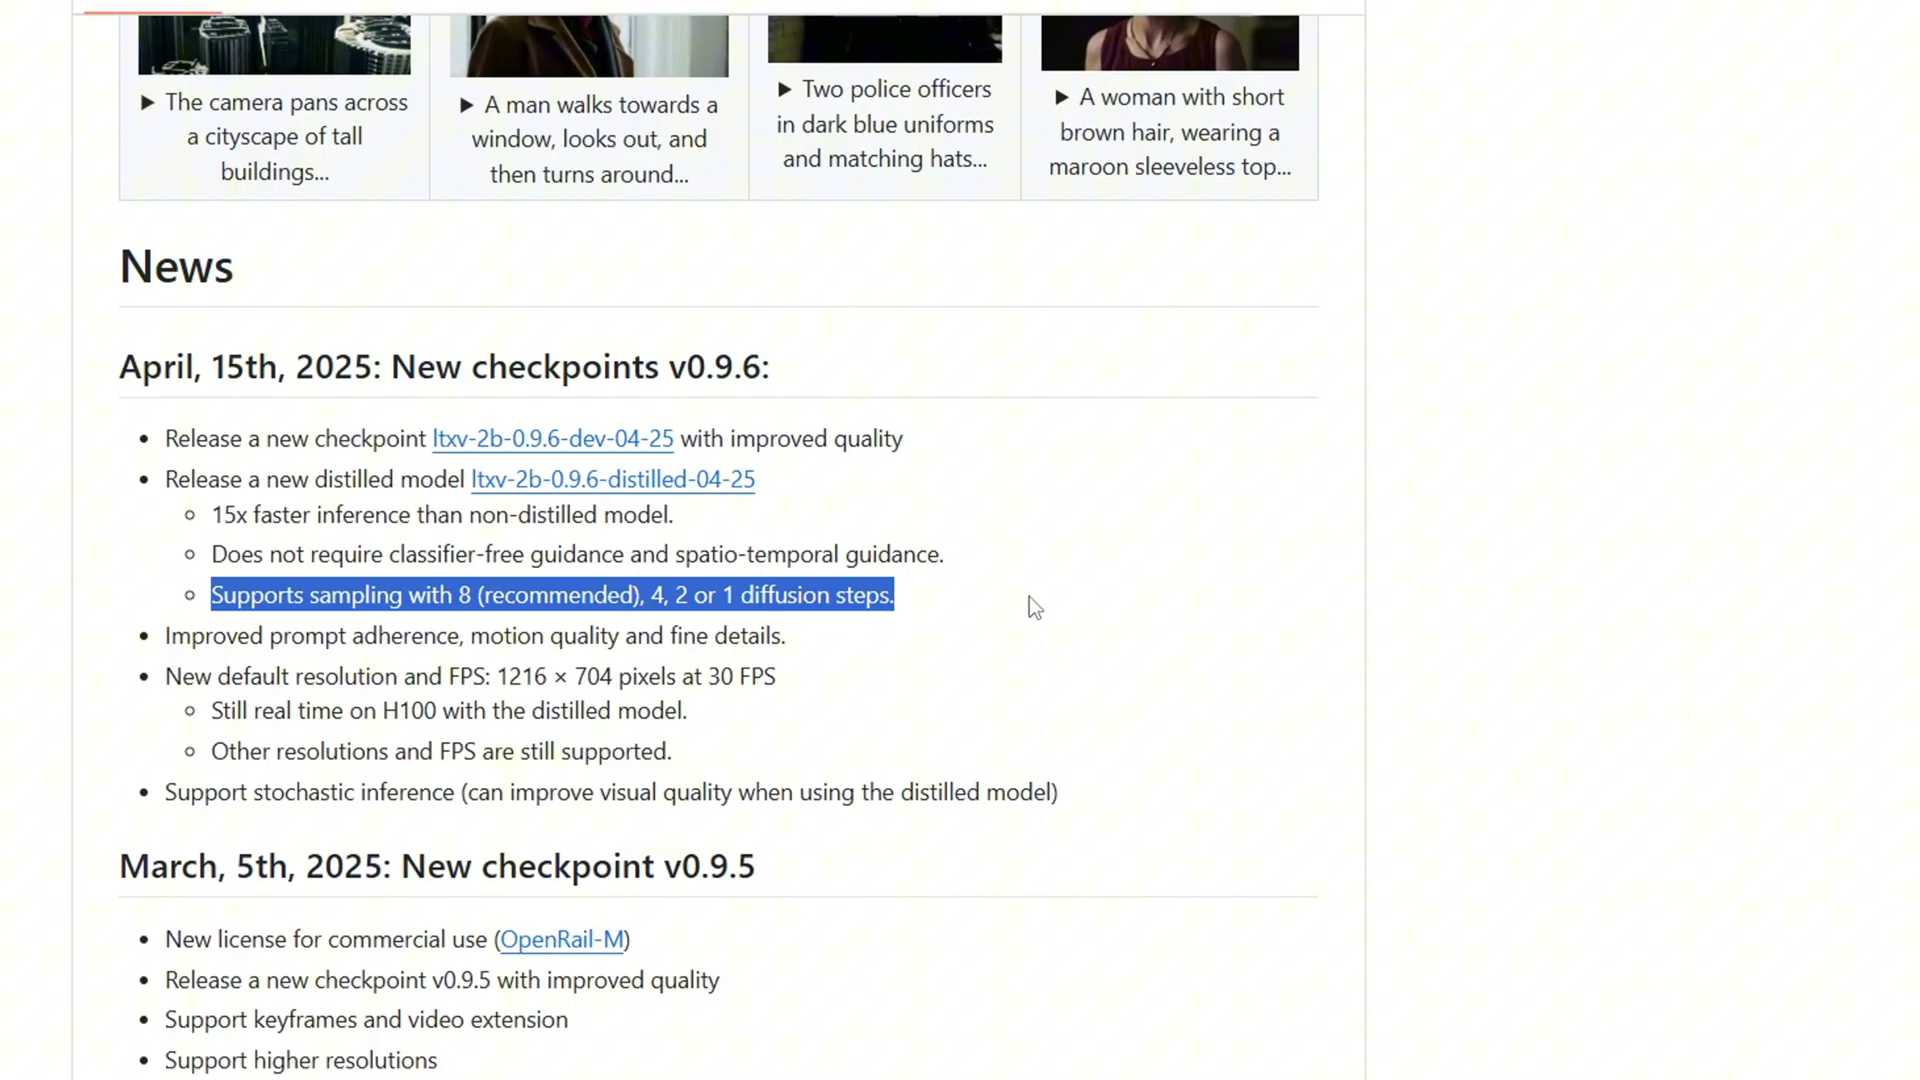 ▶ The camera pans across
a cityscape of tall
buildings...
▶ A man walks towards a
window, looks out, and
then turns around...
▶ Two police officers
in dark blue uniforms
and matching hats...
▶ A woman with short
brown hair, wearing a
maroon sleeveless top...
News
April, 15th, 2025: New checkpoints v0.9.6:
• Release a new checkpoint ltxv-2b-0.9.6-dev-04-25 with improved quality
• Release a new distilled model ltxv-2b-0.9.6-distilled-04-25
◦ 15x faster inference than non-distilled model.
◦ Does not require classifier-free guidance and spatio-temporal guidance.
◦ Supports sampling with 8 (recommended), 4, 2 or 1 diffusion steps.
• Improved prompt adherence, motion quality and fine details.
• New default resolution and FPS: 1216 × 704 pixels at 30 FPS
◦ Still real time on H100 with the distilled model.
◦ Other resolutions and FPS are still supported.
• Support stochastic inference (can improve visual quality when using the distilled model)
March, 5th, 2025: New checkpoint v0.9.5
• New license for commercial use (OpenRail-M)
• Release a new checkpoint v0.9.5 with improved quality
• Support keyframes and video extension
• Support higher resolutions